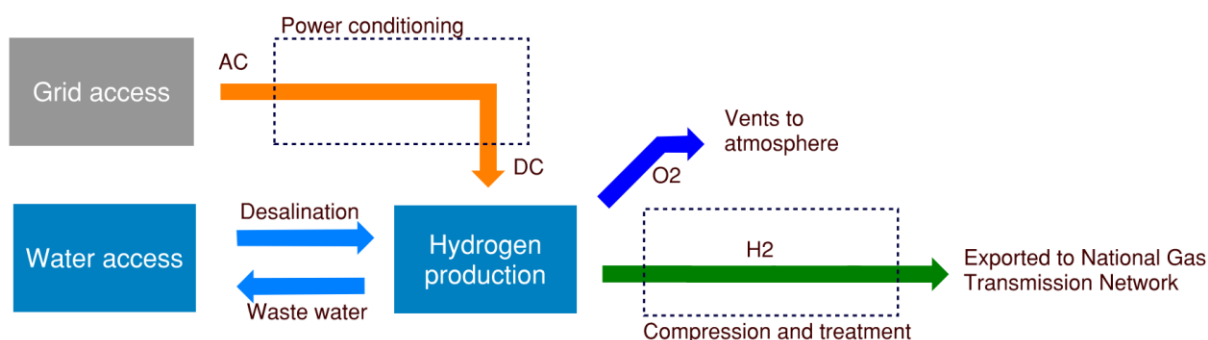 Power conditioning
AC
Grid access
DC
Vents to
atmosphere
O2
Water access
Desalination
Waste water
Hydrogen
production
H2
Compression and treatment
Exported to National Gas
Transmission Network